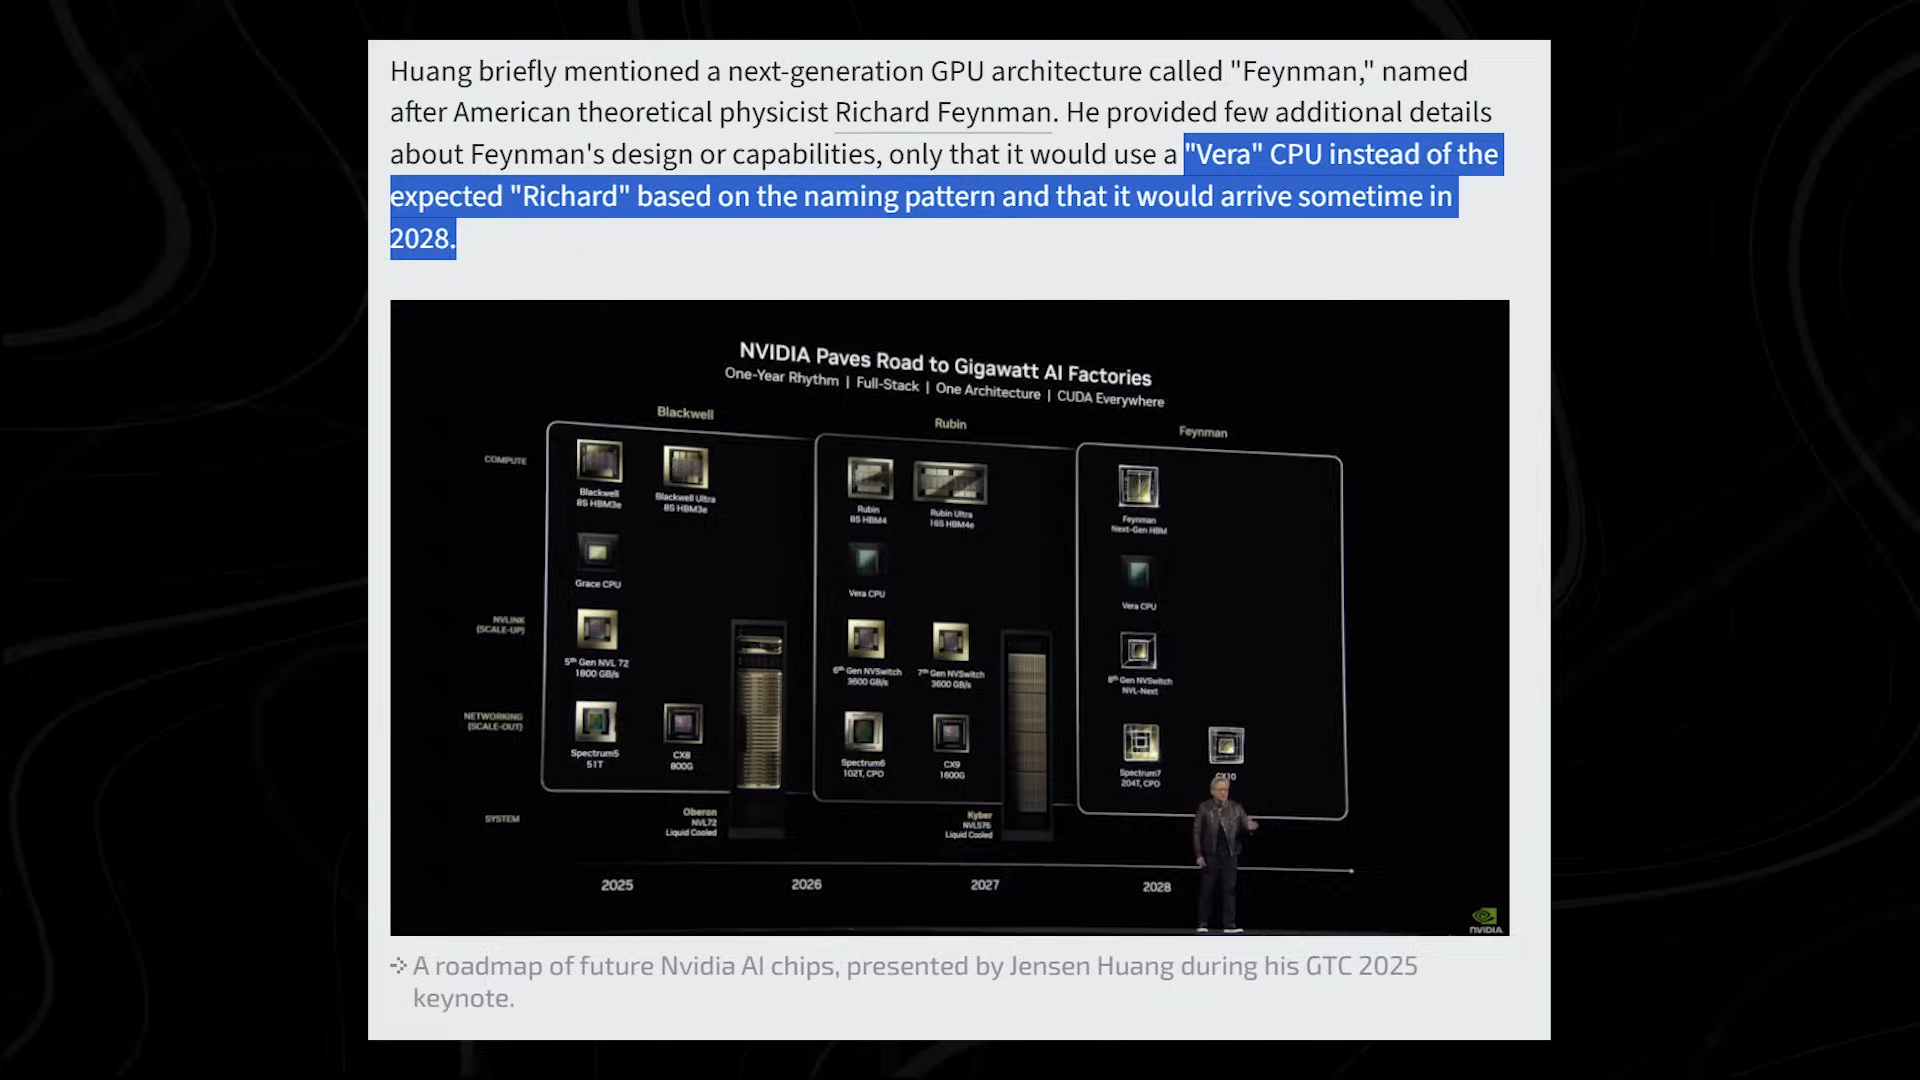 Huang briefly mentioned a next-generation GPU architecture called "Feynman," named
after American theoretical physicist Richard Feynman. He provided few additional details
about Feynman's design or capabilities, only that it would use a "Vera" CPU instead of the
expected "Richard" based on the naming pattern and that it would arrive sometime in
2028.
NVIDIA Paves Road to Gigawatt AI Factories
One-Year Rhythm | Full-Stack | One Architecture | CUDA Everywhere
Blackwell
Rubin
Feynman
COMPUTE
Blackwell
8S HBM3e
Blackwell Ultra
8S HBM3e
Rubin
8S HBM4
Rubin Ultra
16S HBM4e
Feynman
Next-Gen HBM
Grace CPU
Vera CPU
Vera CPU
NVLINK
(SCALE-UP)
5th Gen NVL 72
1800 GB/s
6th Gen NVSwitch
3600 GB/s
7th Gen NVSwitch
3600 GB/s
8th Gen NVSwitch
NVL-Next
NETWORKING
(SCALE-OUT)
Spectrum5
51T
CX8
800G
Spectrum6
102T, CPO
CX9
1600G
Spectrum7
204T, CPO
CX10
SYSTEM
Oberon
NVL72
Liquid Cooled
Kyber
NVL576
Liquid Cooled
2025
2026
2027
2028
NVIDIA
A roadmap of future Nvidia AI chips, presented by Jensen Huang during his GTC 2025
keynote.